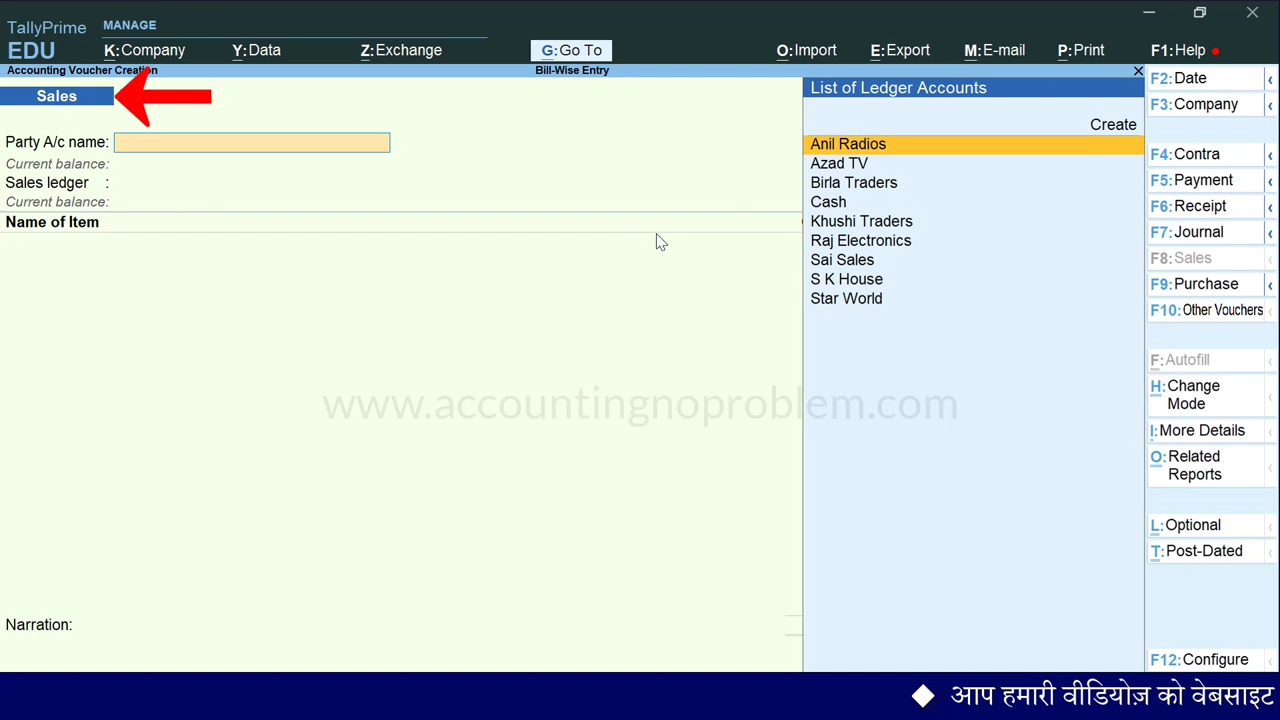 TallyPrime
MANAGE
EDU
K:Company
Y:Data
Z:Exchange
G:Go To
O:Import
E:Export
M:E-mail
P:Print
F1:Help
Accounting Voucher Creation
Bill-Wise Entry
Sales
Party A/c name:
Current balance:
Sales ledger :
Current balance:
Name of Item
List of Ledger Accounts
Create
Anil Radios
Azad TV
Birla Traders
Cash
Khushi Traders
Raj Electronics
Sai Sales
S K House
Star World
F2:Date
F3:Company
F4:Contra
F5:Payment
F6:Receipt
F7:Journal
F8:Sales
F9:Purchase
F10:Other Vouchers
F:Autofill
H:Change
Mode
I:More Details
O:Related
Reports
L:Optional
T:Post-Dated
F12:Configure
www.accountingnoproblem.com
Narration:
आप हमारी वीडियोज़ को वेबसाइट